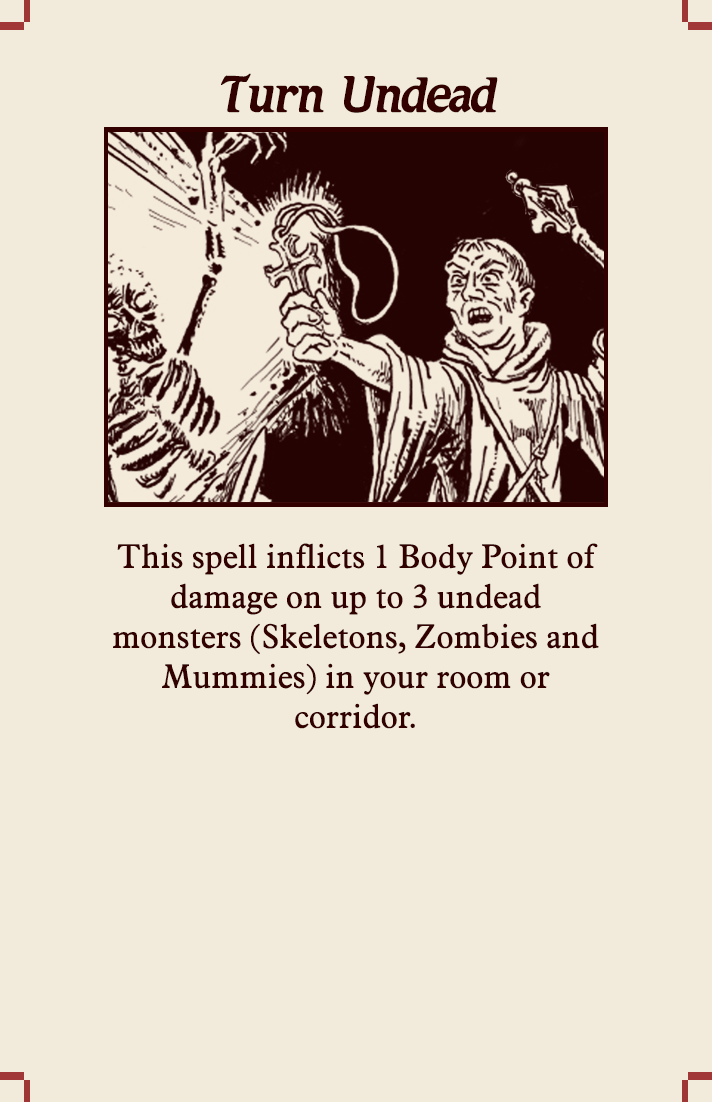 Turn Undead
This spell inflicts 1 Body Point of
damage on up to 3 undead
monsters (Skeletons, Zombies and
Mummies) in your room or
corridor.